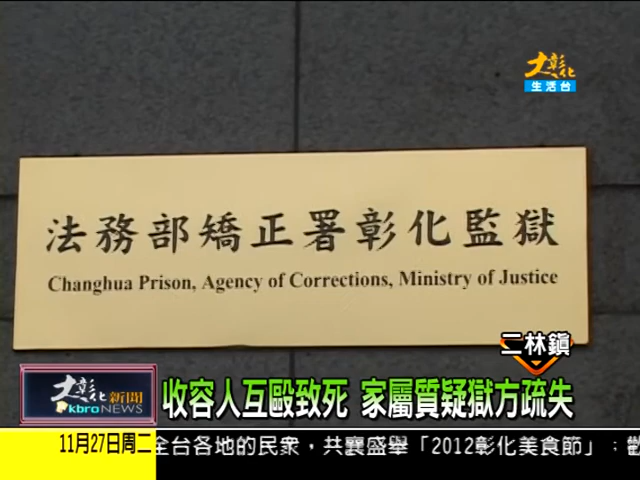 大彰化
生活台
法務部矯正署彰化監獄
Changhua Prison, Agency of Corrections, Ministry of Justice
二林鎮
大彰化新聞
kbro NEWS
收容人互毆致死 家屬質疑獄方疏失
11月27日周二
全台各地的民眾，共襄盛舉「2012彰化美食節」；歡